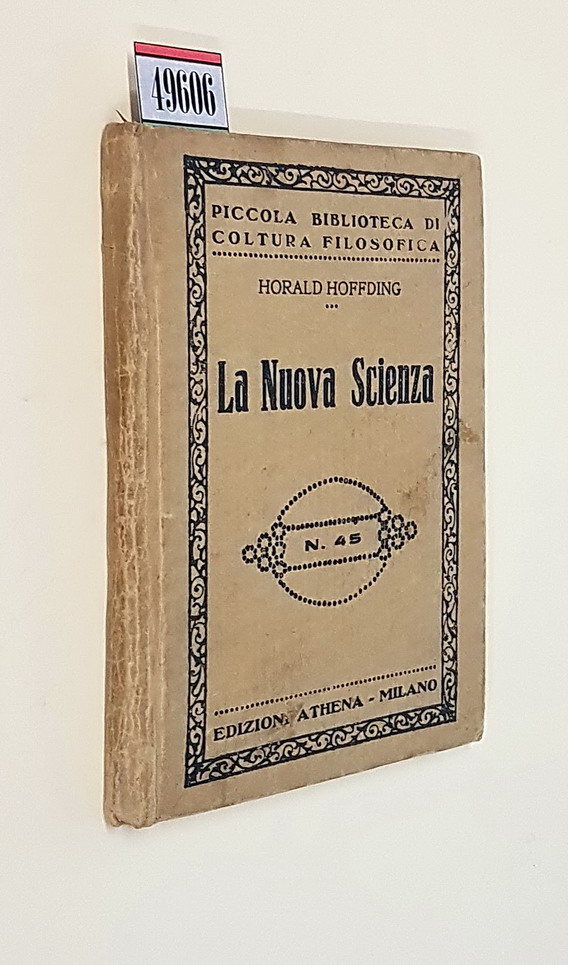 49606
PICCOLA BIBLIOTECA DI
COLTURA FILOSOFICA
HORALD HOFFDING
La Nuova Scienza
N. 45
EDIZIONI ATHENA - MILANO